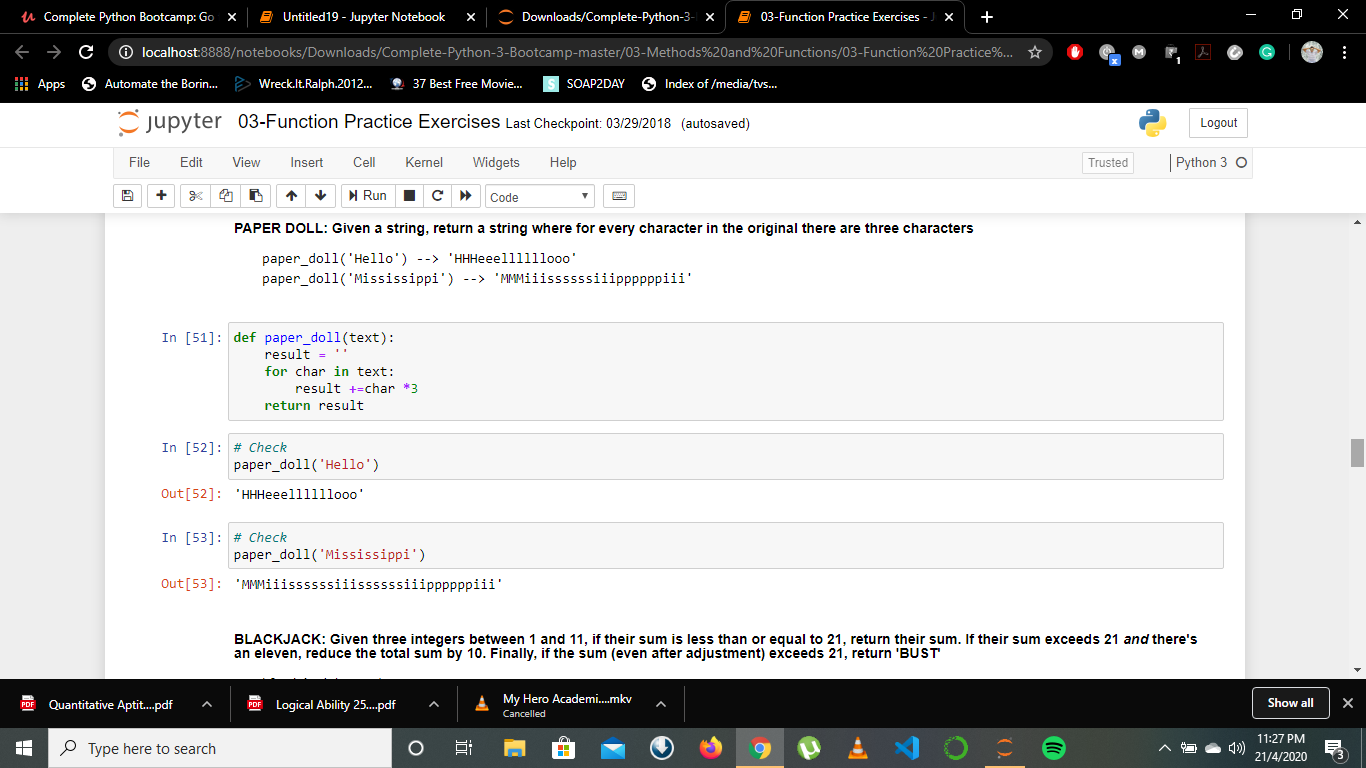 Complete Python Bootcamp: Go
Untitled19 - Jupyter Notebook
Downloads/Complete-Python-3-
03-Function Practice Exercises - J
localhost:8888/notebooks/Downloads/Complete-Python-3-Bootcamp-master/03-Methods%20and%20Functions/03-Function%20Practice%...
Apps
Automate the Borin...
Wreck.It.Ralph.2012...
37 Best Free Movie...
S SOAP2DAY
Index of /media/tvs...
jupyter 03-Function Practice Exercises Last Checkpoint: 03/29/2018 (autosaved)
Logout
File Edit View Insert Cell Kernel Widgets Help
Trusted
Python 3
Run
Code
PAPER DOLL: Given a string, return a string where for every character in the original there are three characters
paper_doll('Hello') --> 'HHHeeellllllooo'
paper_doll('Mississippi') --> 'MMMiiissssssiiippppppiii'
In [51]: def paper_doll(text):
result = ''
for char in text:
result +=char *3
return result
In [52]: # Check
paper_doll('Hello')
Out[52]: 'HHHeeellllllooo'
In [53]: # Check
paper_doll('Mississippi')
Out[53]: 'MMMiiissssssiiissssssiiippppppiii'
BLACKJACK: Given three integers between 1 and 11, if their sum is less than or equal to 21, return their sum. If their sum exceeds 21 and there's
an eleven, reduce the total sum by 10. Finally, if the sum (even after adjustment) exceeds 21, return 'BUST'
PDF Quantitative Aptit....pdf
PDF Logical Ability 25....pdf
My Hero Academi....mkv
Cancelled
Show all
Type here to search
11:27 PM
21/4/2020
3